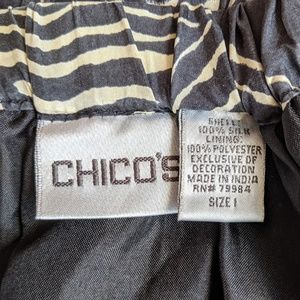 CHICO'S
SHELL:
100% SILK
LINING:
100% POLYESTER
EXCLUSIVE OF
DECORATION
MADE IN INDIA
RN# 79984
SIZE 1